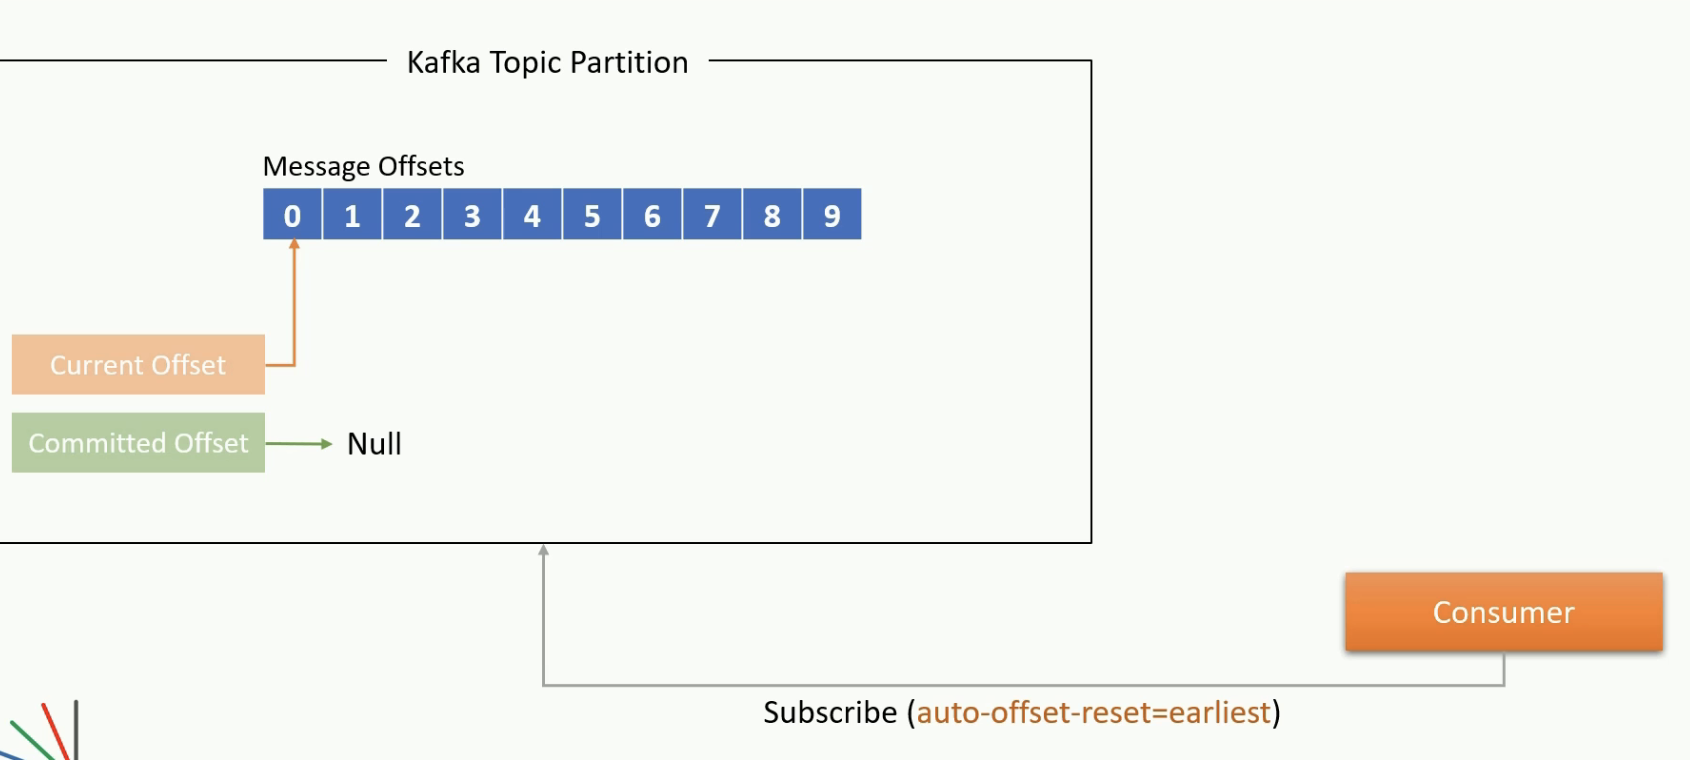 Kafka Topic Partition
Message Offsets
0 1 2 3 4 5 6 7 8 9
Current Offset
Committed Offset
Null
Consumer
Subscribe (auto-offset-reset=earliest)